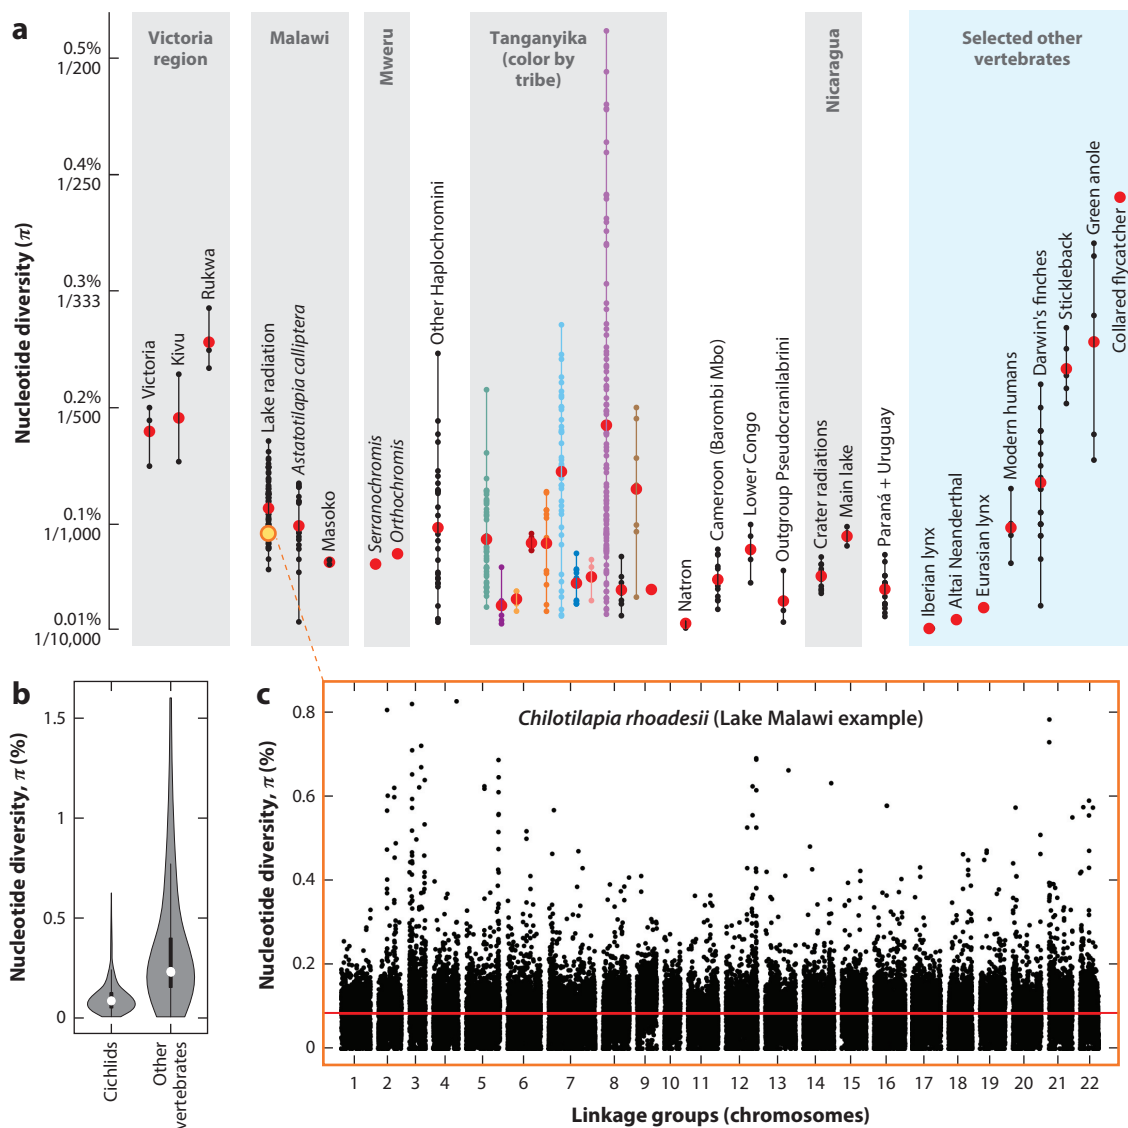 a
Victoria
region
Malawi
Mweru
Tanganyika
(color by
tribe)
Nicaragua
Selected other
vertebrates
Nucleotide diversity (π)
0.5%
1/200
0.4%
1/250
0.3%
1/333
0.2%
1/500
0.1%
1/1,000
0.01%
1/10,000
Victoria
Kivu
Rukwa
Lake radiation
Astatotilapia calliptera
Masoko
Serranochromis
Orthochromis
Other Haplochromini
Natron
Cameroon (Barombi Mbo)
Lower Congo
Outgroup Pseudocranilabrini
Crater radiations
Main lake
Paraná + Uruguay
Iberian lynx
Altai Neanderthal
Eurasian lynx
Modern humans
Darwin's finches
Stickleback
Green anole
Collared flycatcher
b
Nucleotide diversity, π (%)
1.5
1
0.5
0
Cichlids
Other
vertebrates
c
Chilotilapia rhoadesii (Lake Malawi example)
Nucleotide diversity, π (%)
0.8
0.6
0.4
0.2
0
1 2 3 4 5 6 7 8 9 10 11 12 13 14 15 16 17 18 19 20 21 22
Linkage groups (chromosomes)